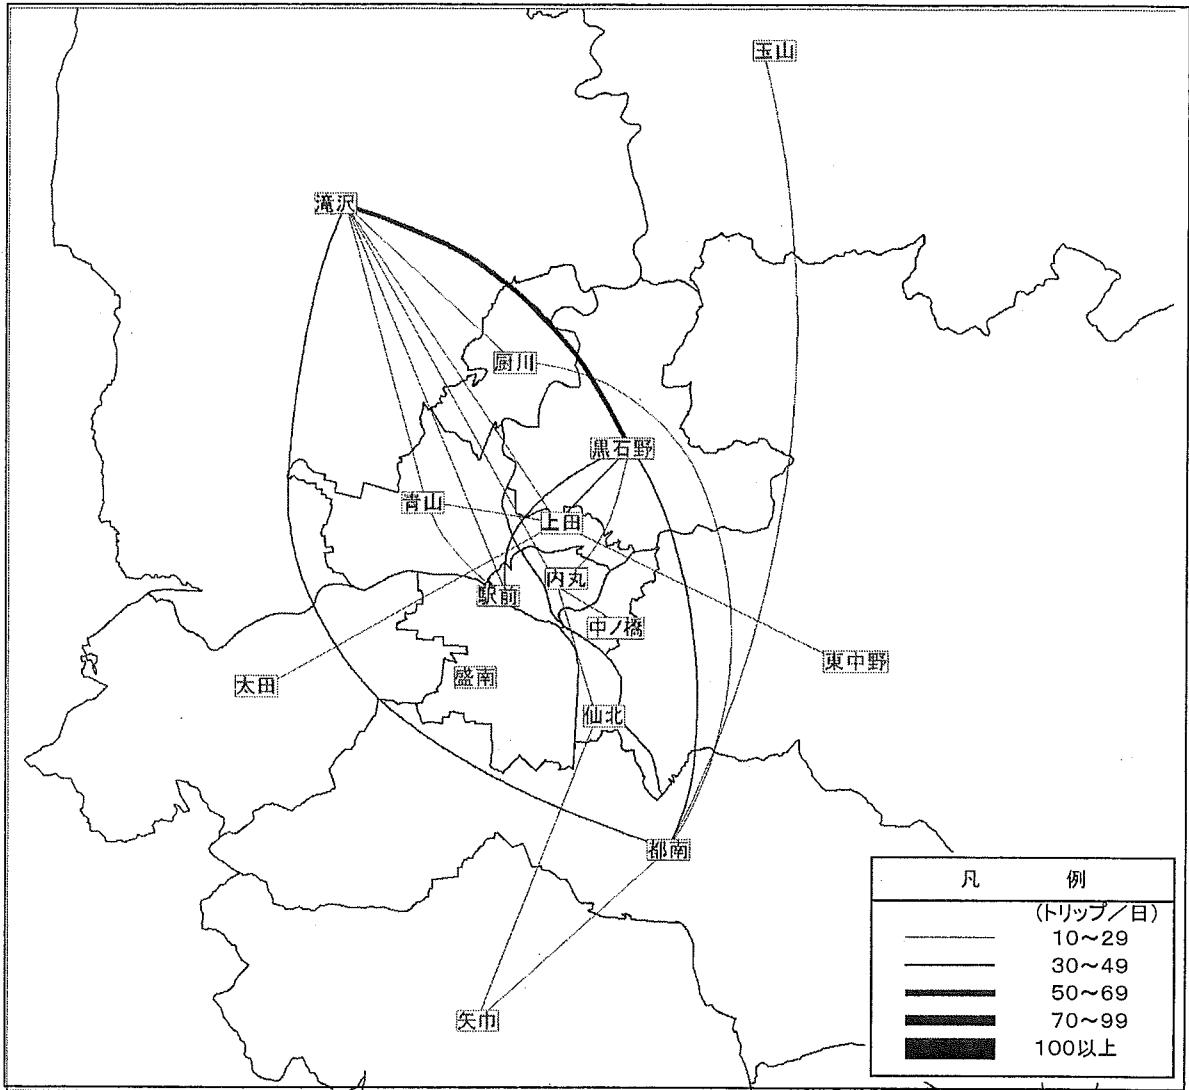 玉山
滝沢
厨川
黒石野
青山
上田
内丸
駅前
中ノ橋
東中野
盛南
太田
仙北
都南
矢巾
凡 例
(トリップ/日)
10~29
30~49
50~69
70~99
100以上